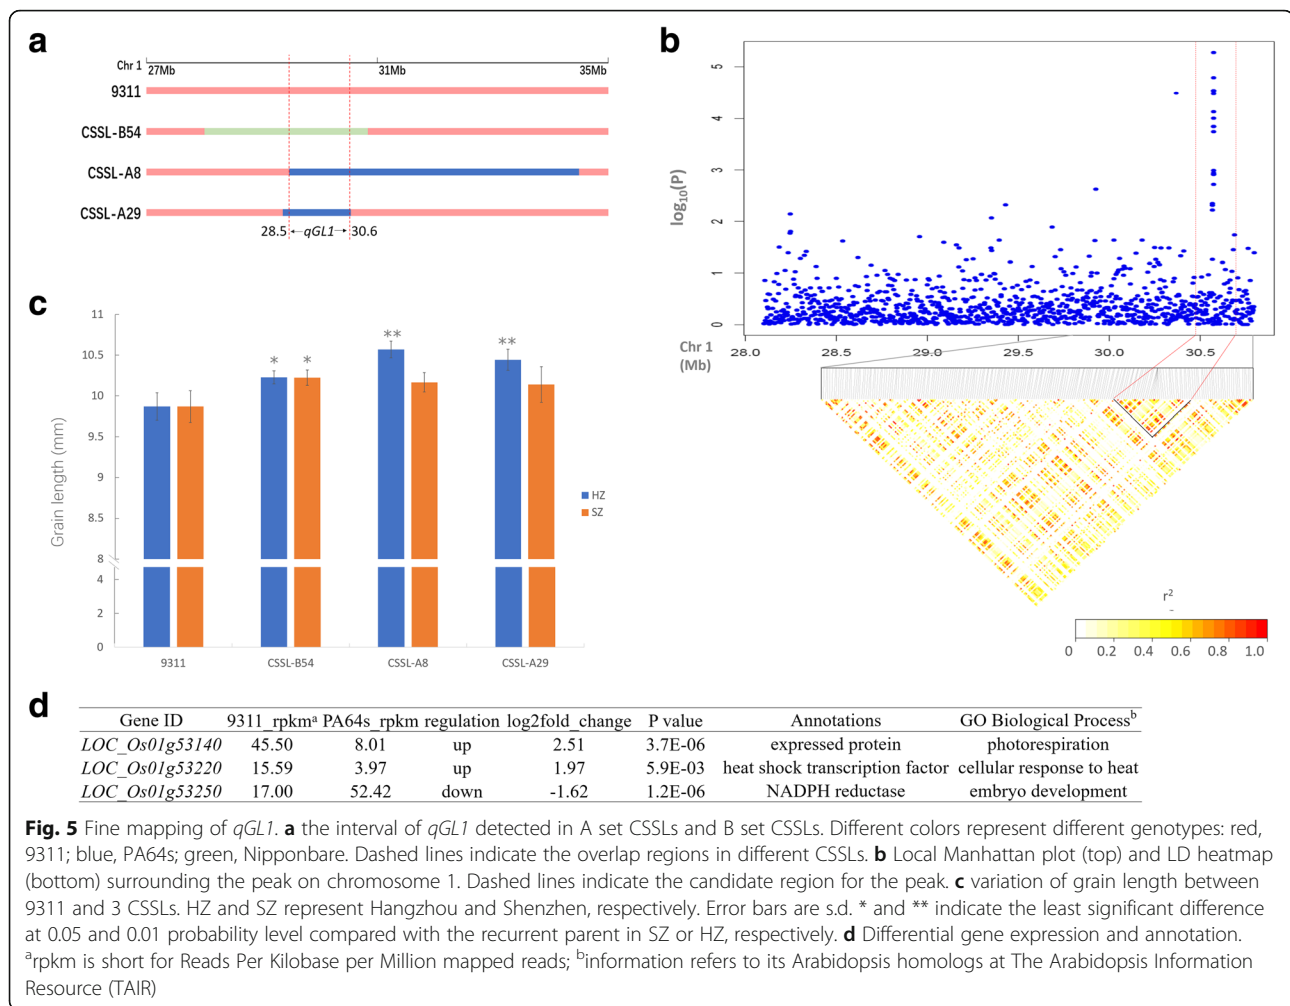 a
Chr 1
27Mb 31Mb 35Mb
9311
CSSL-B54
CSSL-A8
CSSL-A29
28.5 qGL1 30.6
b
log10(P)
5
4
3
2
1
0
Chr 1
(Mb)
28.0 28.5 29.0 29.5 30.0 30.5
r2
0 0.2 0.4 0.6 0.8 1.0
c
Grain length (mm)
11
10.5
10
9.5
9
8.5
8
4
2
0
* * ** **
HZ
SZ
9311 CSSL-B54 CSSL-A8 CSSL-A29
d
Gene ID 9311_rpkma PA64s_rpkm regulation log2fold_change P value Annotations GO Biological Processb
LOC_Os01g53140 45.50 8.01 up 2.51 3.7E-06 expressed protein photorespiration
LOC_Os01g53220 15.59 3.97 up 1.97 5.9E-03 heat shock transcription factor cellular response to heat
LOC_Os01g53250 17.00 52.42 down -1.62 1.2E-06 NADPH reductase embryo development
Fig. 5 Fine mapping of qGL1. a the interval of qGL1 detected in A set CSSLs and B set CSSLs. Different colors represent different genotypes: red,
9311; blue, PA64s; green, Nipponbare. Dashed lines indicate the overlap regions in different CSSLs. b Local Manhattan plot (top) and LD heatmap
(bottom) surrounding the peak on chromosome 1. Dashed lines indicate the candidate region for the peak. c variation of grain length between
9311 and 3 CSSLs. HZ and SZ represent Hangzhou and Shenzhen, respectively. Error bars are s.d. * and ** indicate the least significant difference
at 0.05 and 0.01 probability level compared with the recurrent parent in SZ or HZ, respectively. d Differential gene expression and annotation.
arpkm is short for Reads Per Kilobase per Million mapped reads; binformation refers to its Arabidopsis homologs at The Arabidopsis Information
Resource (TAIR)